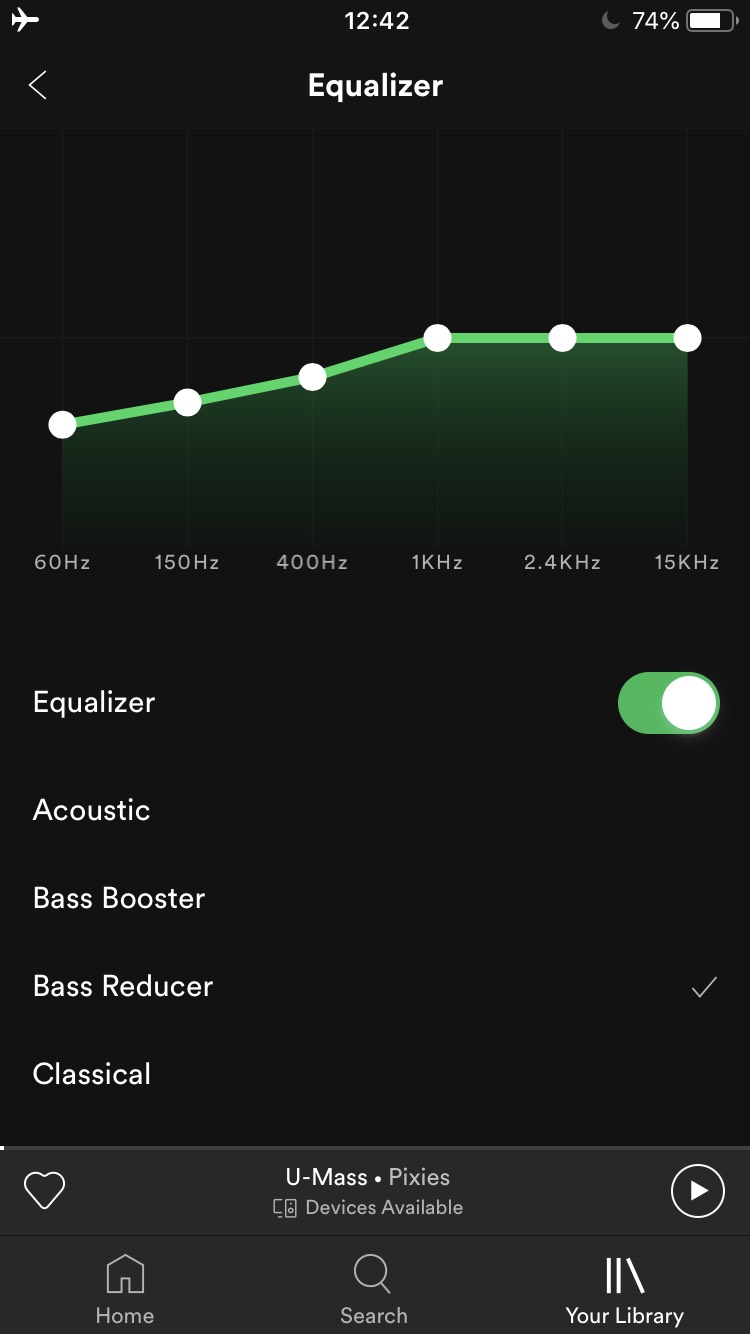 12:42
74%
Equalizer
60Hz 150Hz 400Hz 1KHz 2.4KHz 15KHz
Equalizer
Acoustic
Bass Booster
Bass Reducer
Classical
U-Mass • Pixies
Devices Available
Home Search Your Library